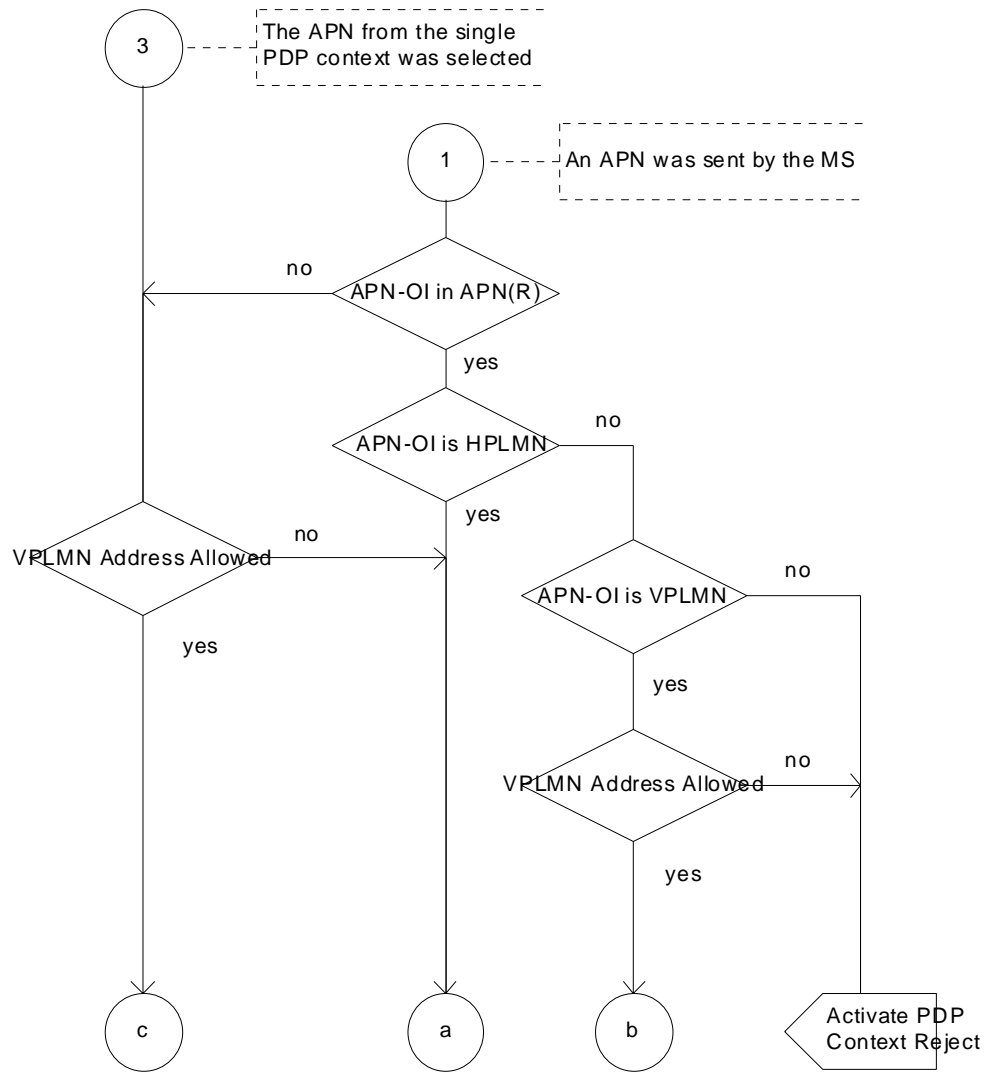 3
The APN from the single
PDP context was selected
1
An APN was sent by the MS
no
APN-OI in APN(R)
yes
no
APN-OI is HPLMN
yes
no
VPLMN Address Allowed
no
APN-OI is VPLMN
yes
yes
no
VPLMN Address Allowed
yes
c
a
b
Activate PDP
Context Reject